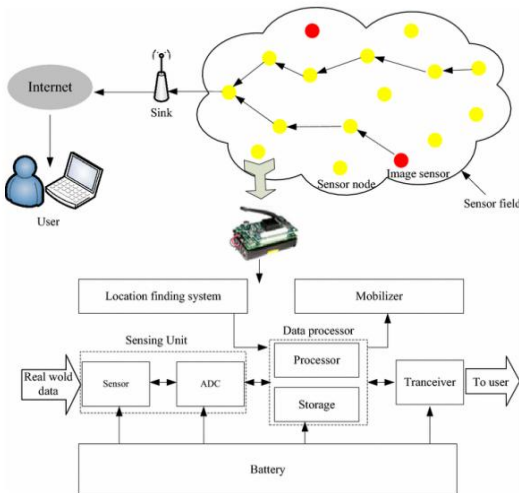 Internet
Sink
User
Sensor node
Image sensor
Sensor field
Location finding system
Mobilizer
Sensing Unit
Data processor
Real wold
data
Sensor
ADC
Processor
Storage
Tranceiver
To user
Battery